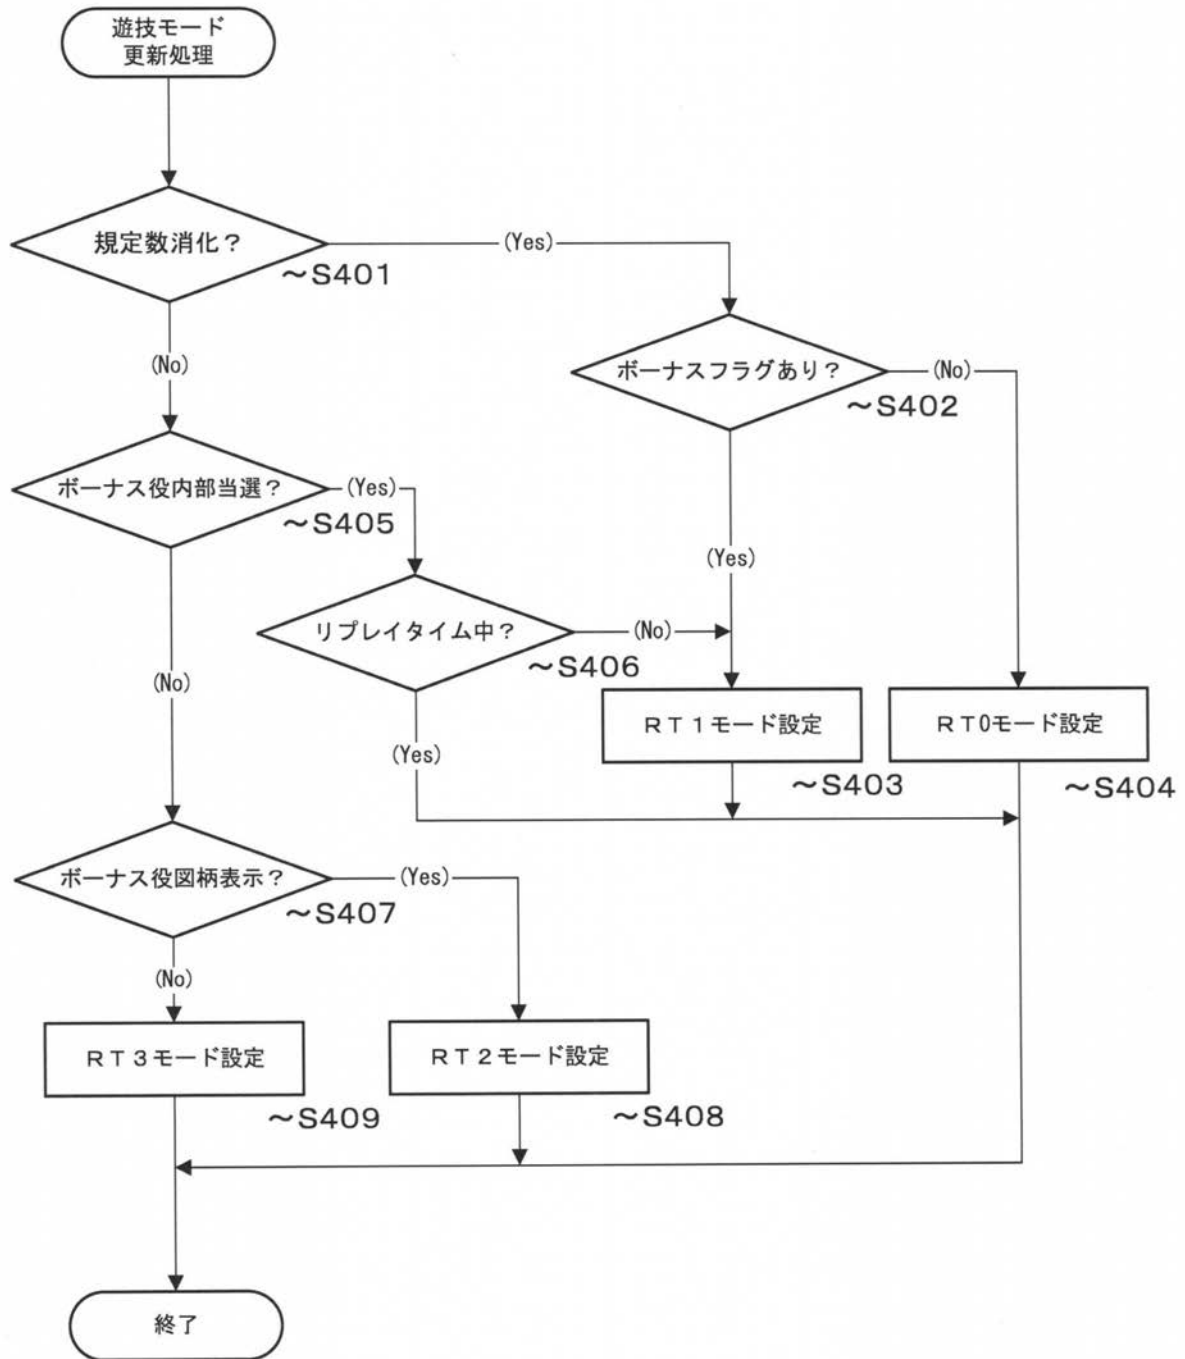 遊技モード
更新処理
規定数消化？
～S401
(Yes)
(No)
ボーナスフラグあり？
～S402
(No)
(Yes)
ボーナス役内部当選？
～S405
(Yes)
(No)
リプレイタイム中？
～S406
(No)
(Yes)
ＲＴ１モード設定
～S403
ＲＴ0モード設定
～S404
ボーナス役図柄表示？
～S407
(Yes)
(No)
ＲＴ３モード設定
～S409
ＲＴ２モード設定
～S408
終了